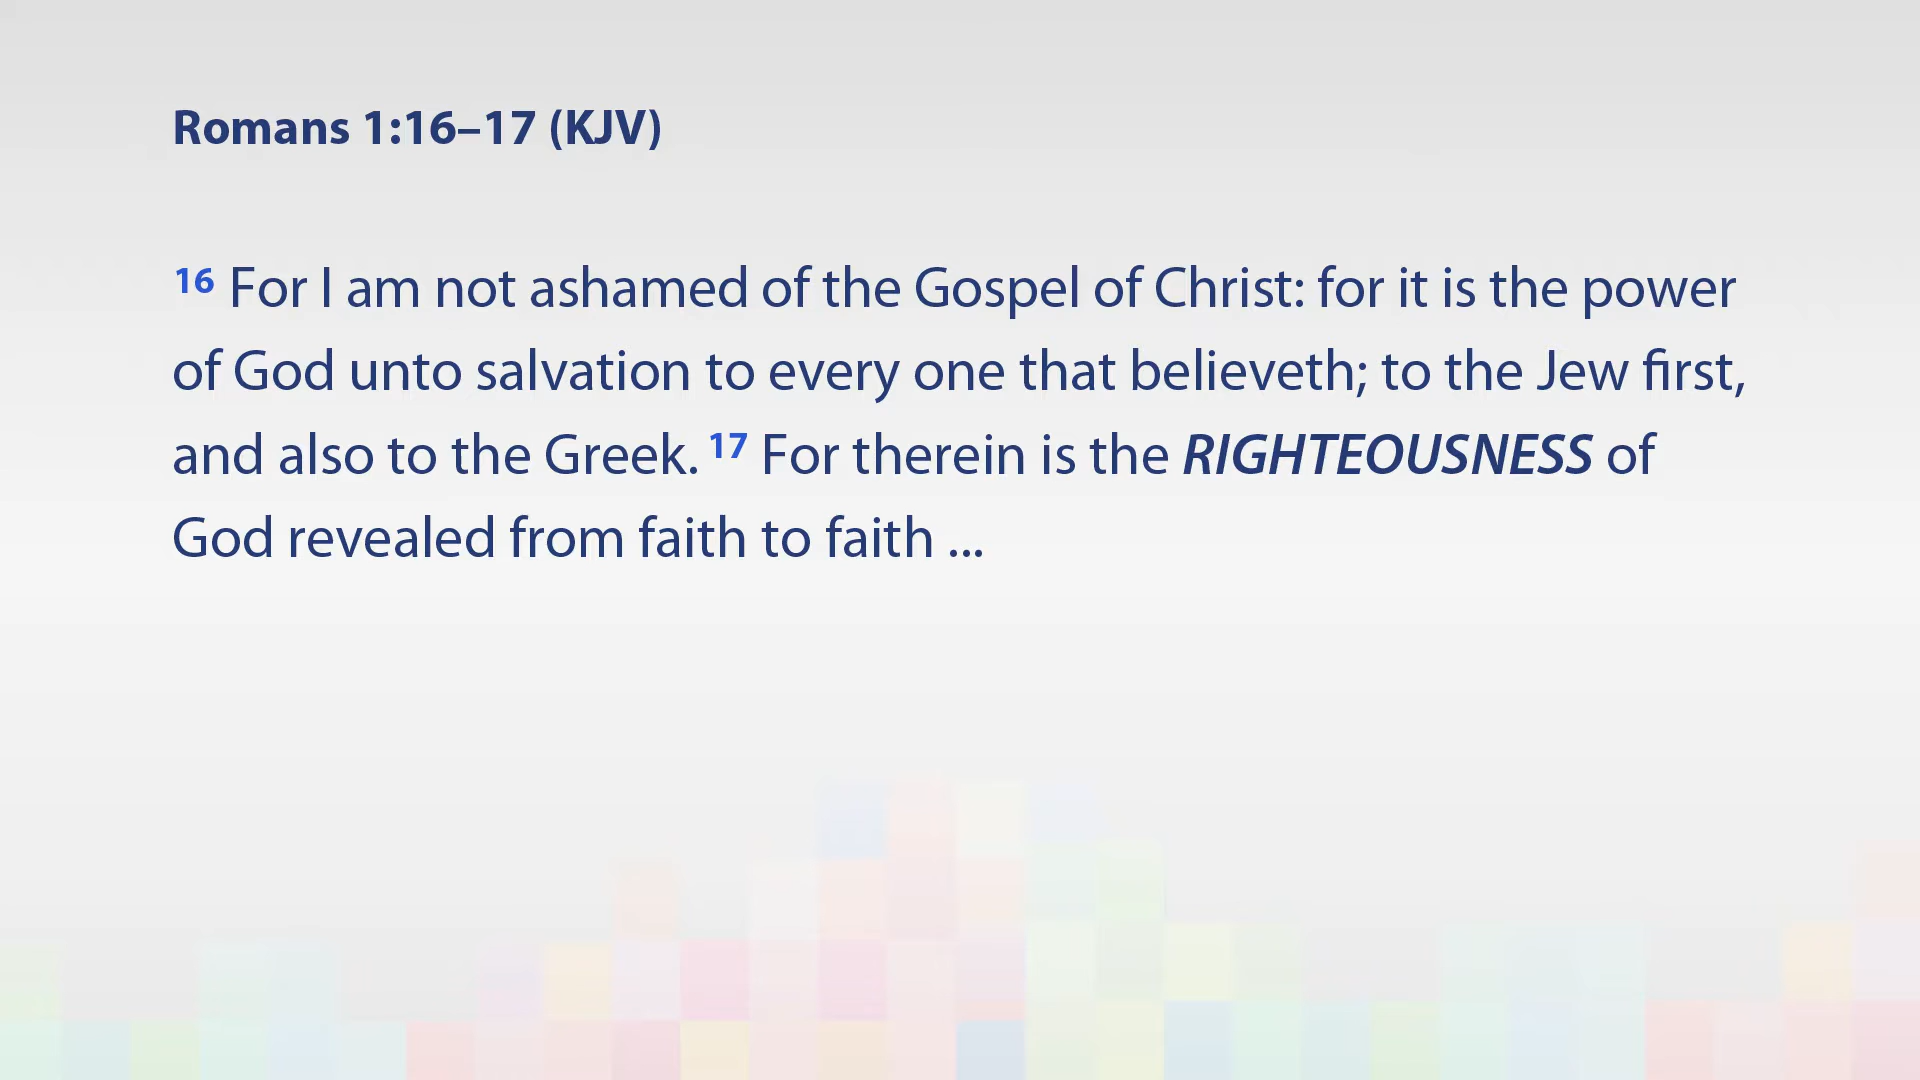 Romans 1:16–17 (KJV)
16 For I am not ashamed of the Gospel of Christ: for it is the power
of God unto salvation to every one that believeth; to the Jew first,
and also to the Greek. 17 For therein is the RIGHTEOUSNESS of
God revealed from faith to faith ...